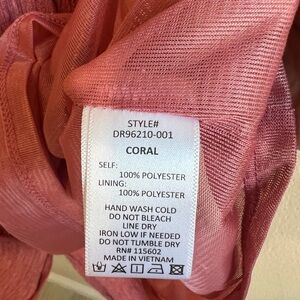 STYLE#
DR96210-001
CORAL
SELF:
100% POLYESTER
LINING:
100% POLYESTER
HAND WASH COLD
DO NOT BLEACH
LINE DRY
IRON LOW IF NEEDED
DO NOT TUMBLE DRY
RN# 115602
MADE IN VIETNAM